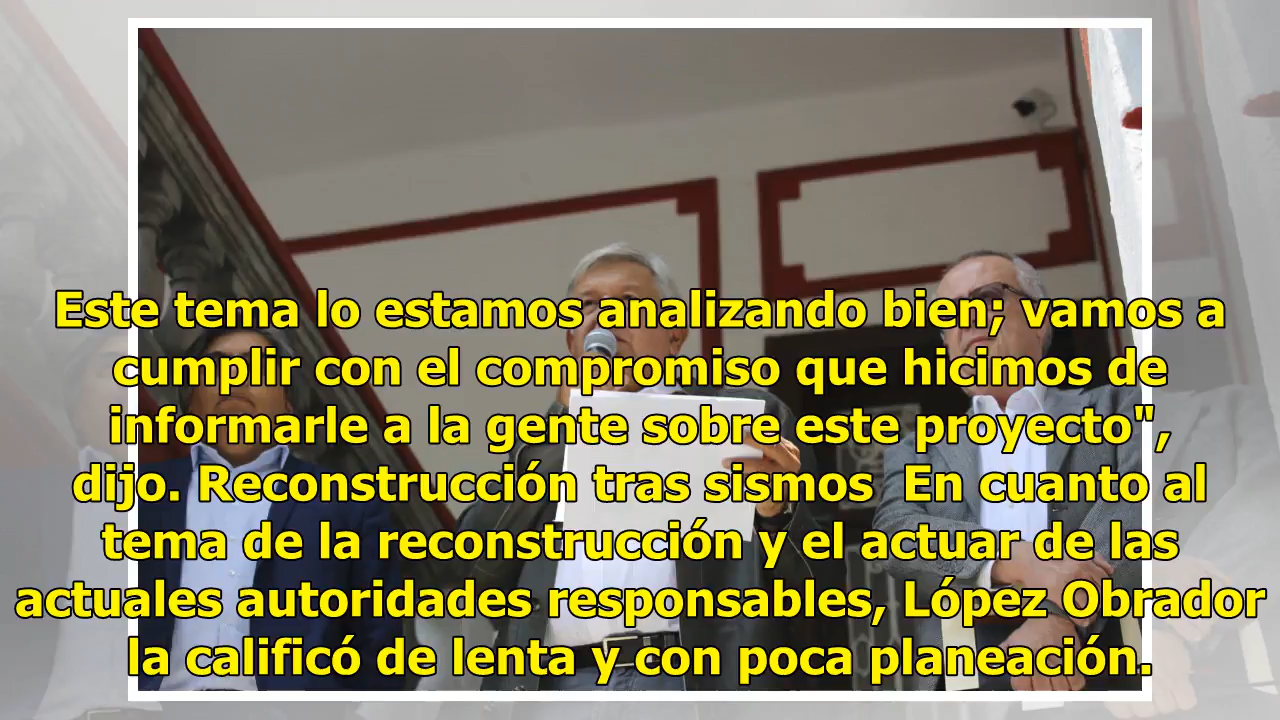 Este tema lo estamos analizando bien; vamos a
cumplir con el compromiso que hicimos de
informarle a la gente sobre este proyecto",
dijo. Reconstrucción tras sismos  En cuanto al
tema de la reconstrucción y el actuar de las
actuales autoridades responsables, López Obrador
la calificó de lenta y con poca planeación.